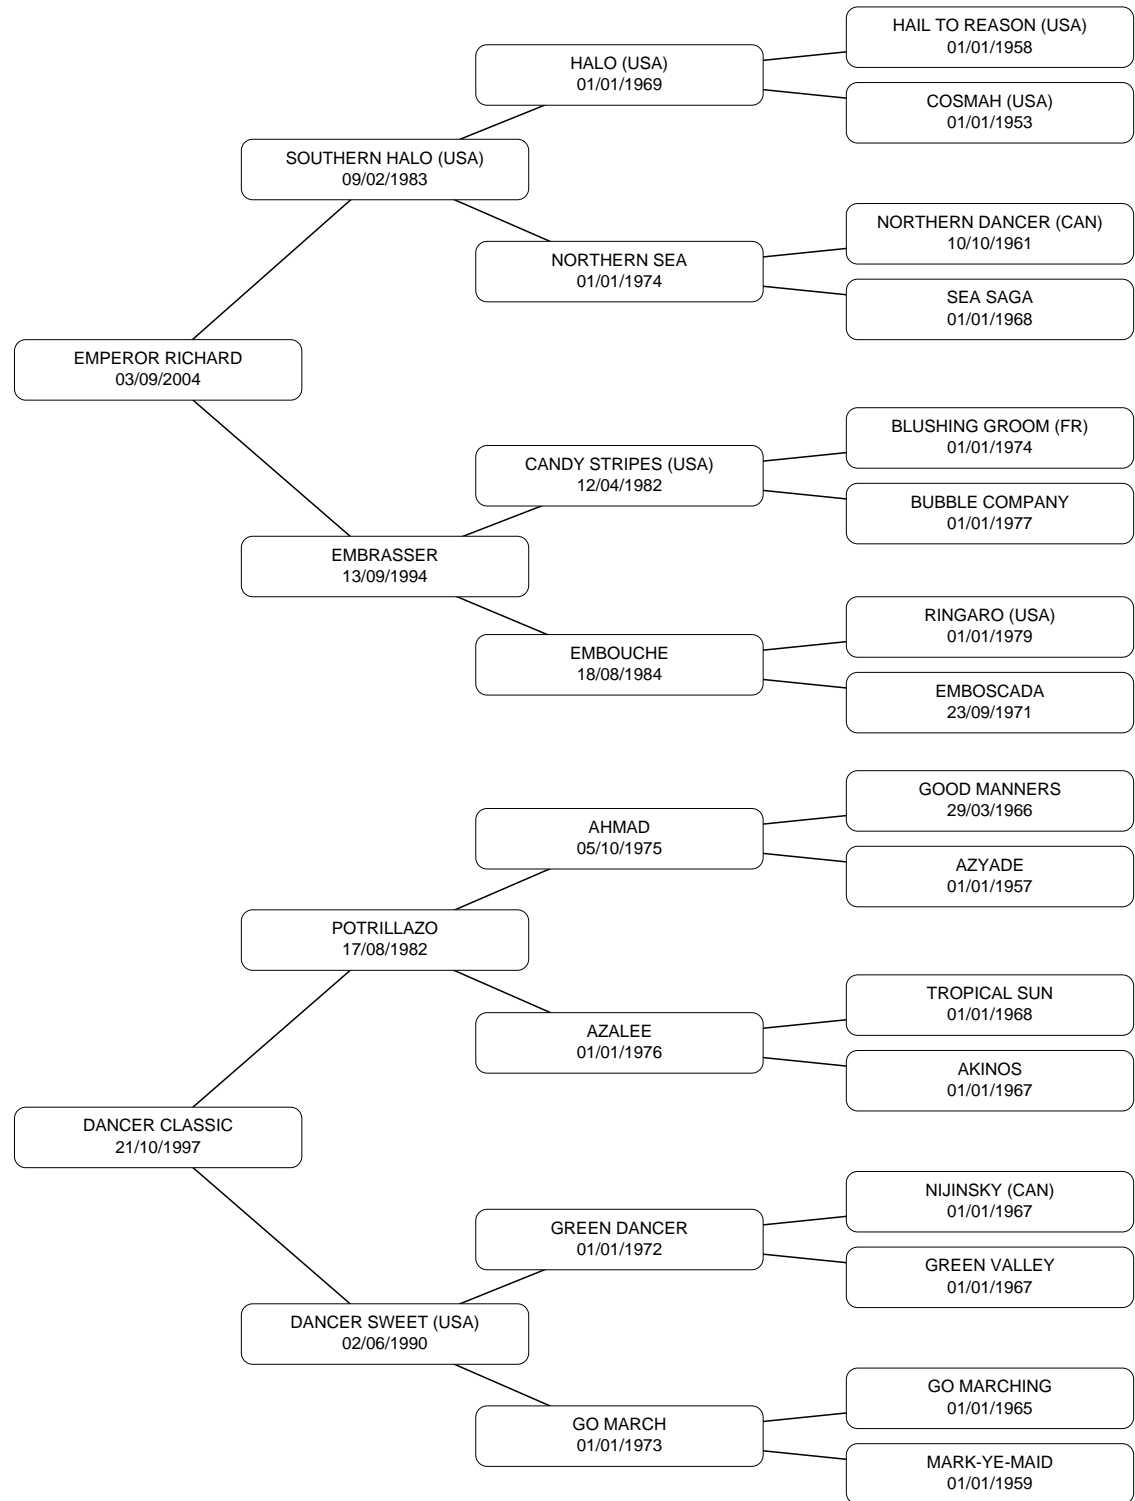 HAIL TO REASON (USA)
01/01/1958
HALO (USA)
01/01/1969
COSMAH (USA)
01/01/1953
SOUTHERN HALO (USA)
09/02/1983
NORTHERN DANCER (CAN)
10/10/1961
NORTHERN SEA
01/01/1974
SEA SAGA
01/01/1968
EMPEROR RICHARD
03/09/2004
BLUSHING GROOM (FR)
01/01/1974
CANDY STRIPES (USA)
12/04/1982
BUBBLE COMPANY
01/01/1977
EMBRASSER
13/09/1994
RINGARO (USA)
01/01/1979
EMBOUCHE
18/08/1984
EMBOSCADA
23/09/1971
GOOD MANNERS
29/03/1966
AHMAD
05/10/1975
AZYADE
01/01/1957
POTRILLAZO
17/08/1982
TROPICAL SUN
01/01/1968
AZALEE
01/01/1976
AKINOS
01/01/1967
DANCER CLASSIC
21/10/1997
NIJINSKY (CAN)
01/01/1967
GREEN DANCER
01/01/1972
GREEN VALLEY
01/01/1967
DANCER SWEET (USA)
02/06/1990
GO MARCHING
01/01/1965
GO MARCH
01/01/1973
MARK-YE-MAID
01/01/1959